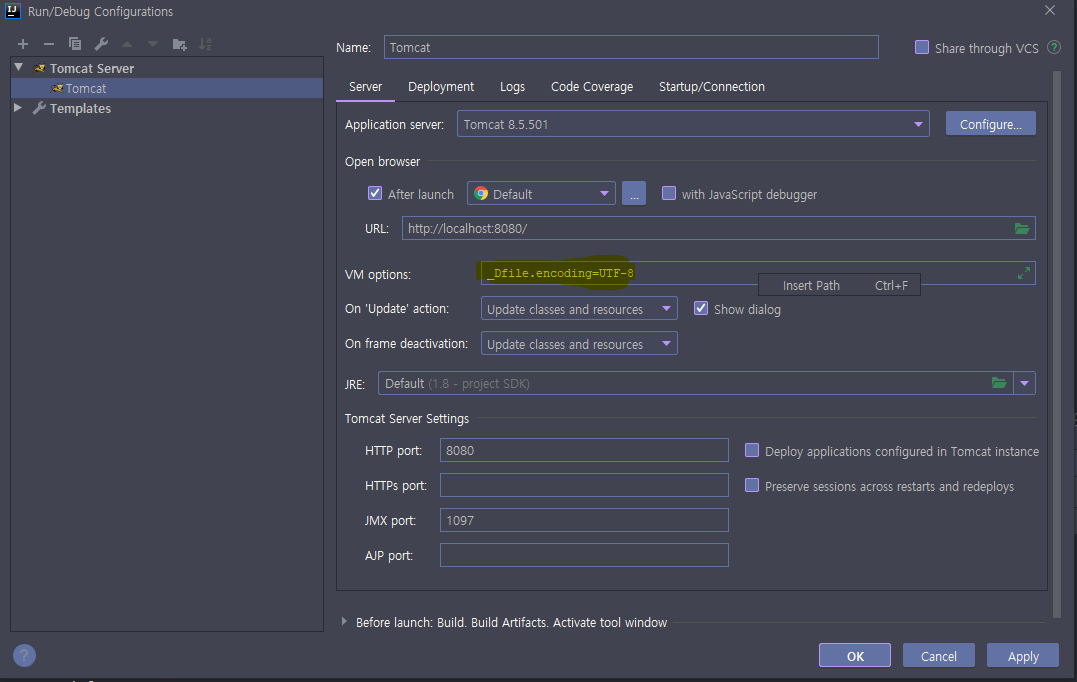 Run/Debug Configurations
Name: Tomcat
Share through VCS ?
Tomcat Server
Tomcat
Templates
Server Deployment Logs Code Coverage Startup/Connection
Application server: Tomcat 8.5.501 Configure...
Open browser
After launch Default ... with JavaScript debugger
URL: http://localhost:8080/
VM options: _Dfile.encoding=UTF-8
Insert Path Ctrl+F
On 'Update' action: Update classes and resources Show dialog
On frame deactivation: Update classes and resources
JRE: Default (1.8 - project SDK)
Tomcat Server Settings
HTTP port: 8080 Deploy applications configured in Tomcat instance
HTTPs port: Preserve sessions across restarts and redeploys
JMX port: 1097
AJP port:
Before launch: Build. Build Artifacts. Activate tool window
? OK Cancel Apply